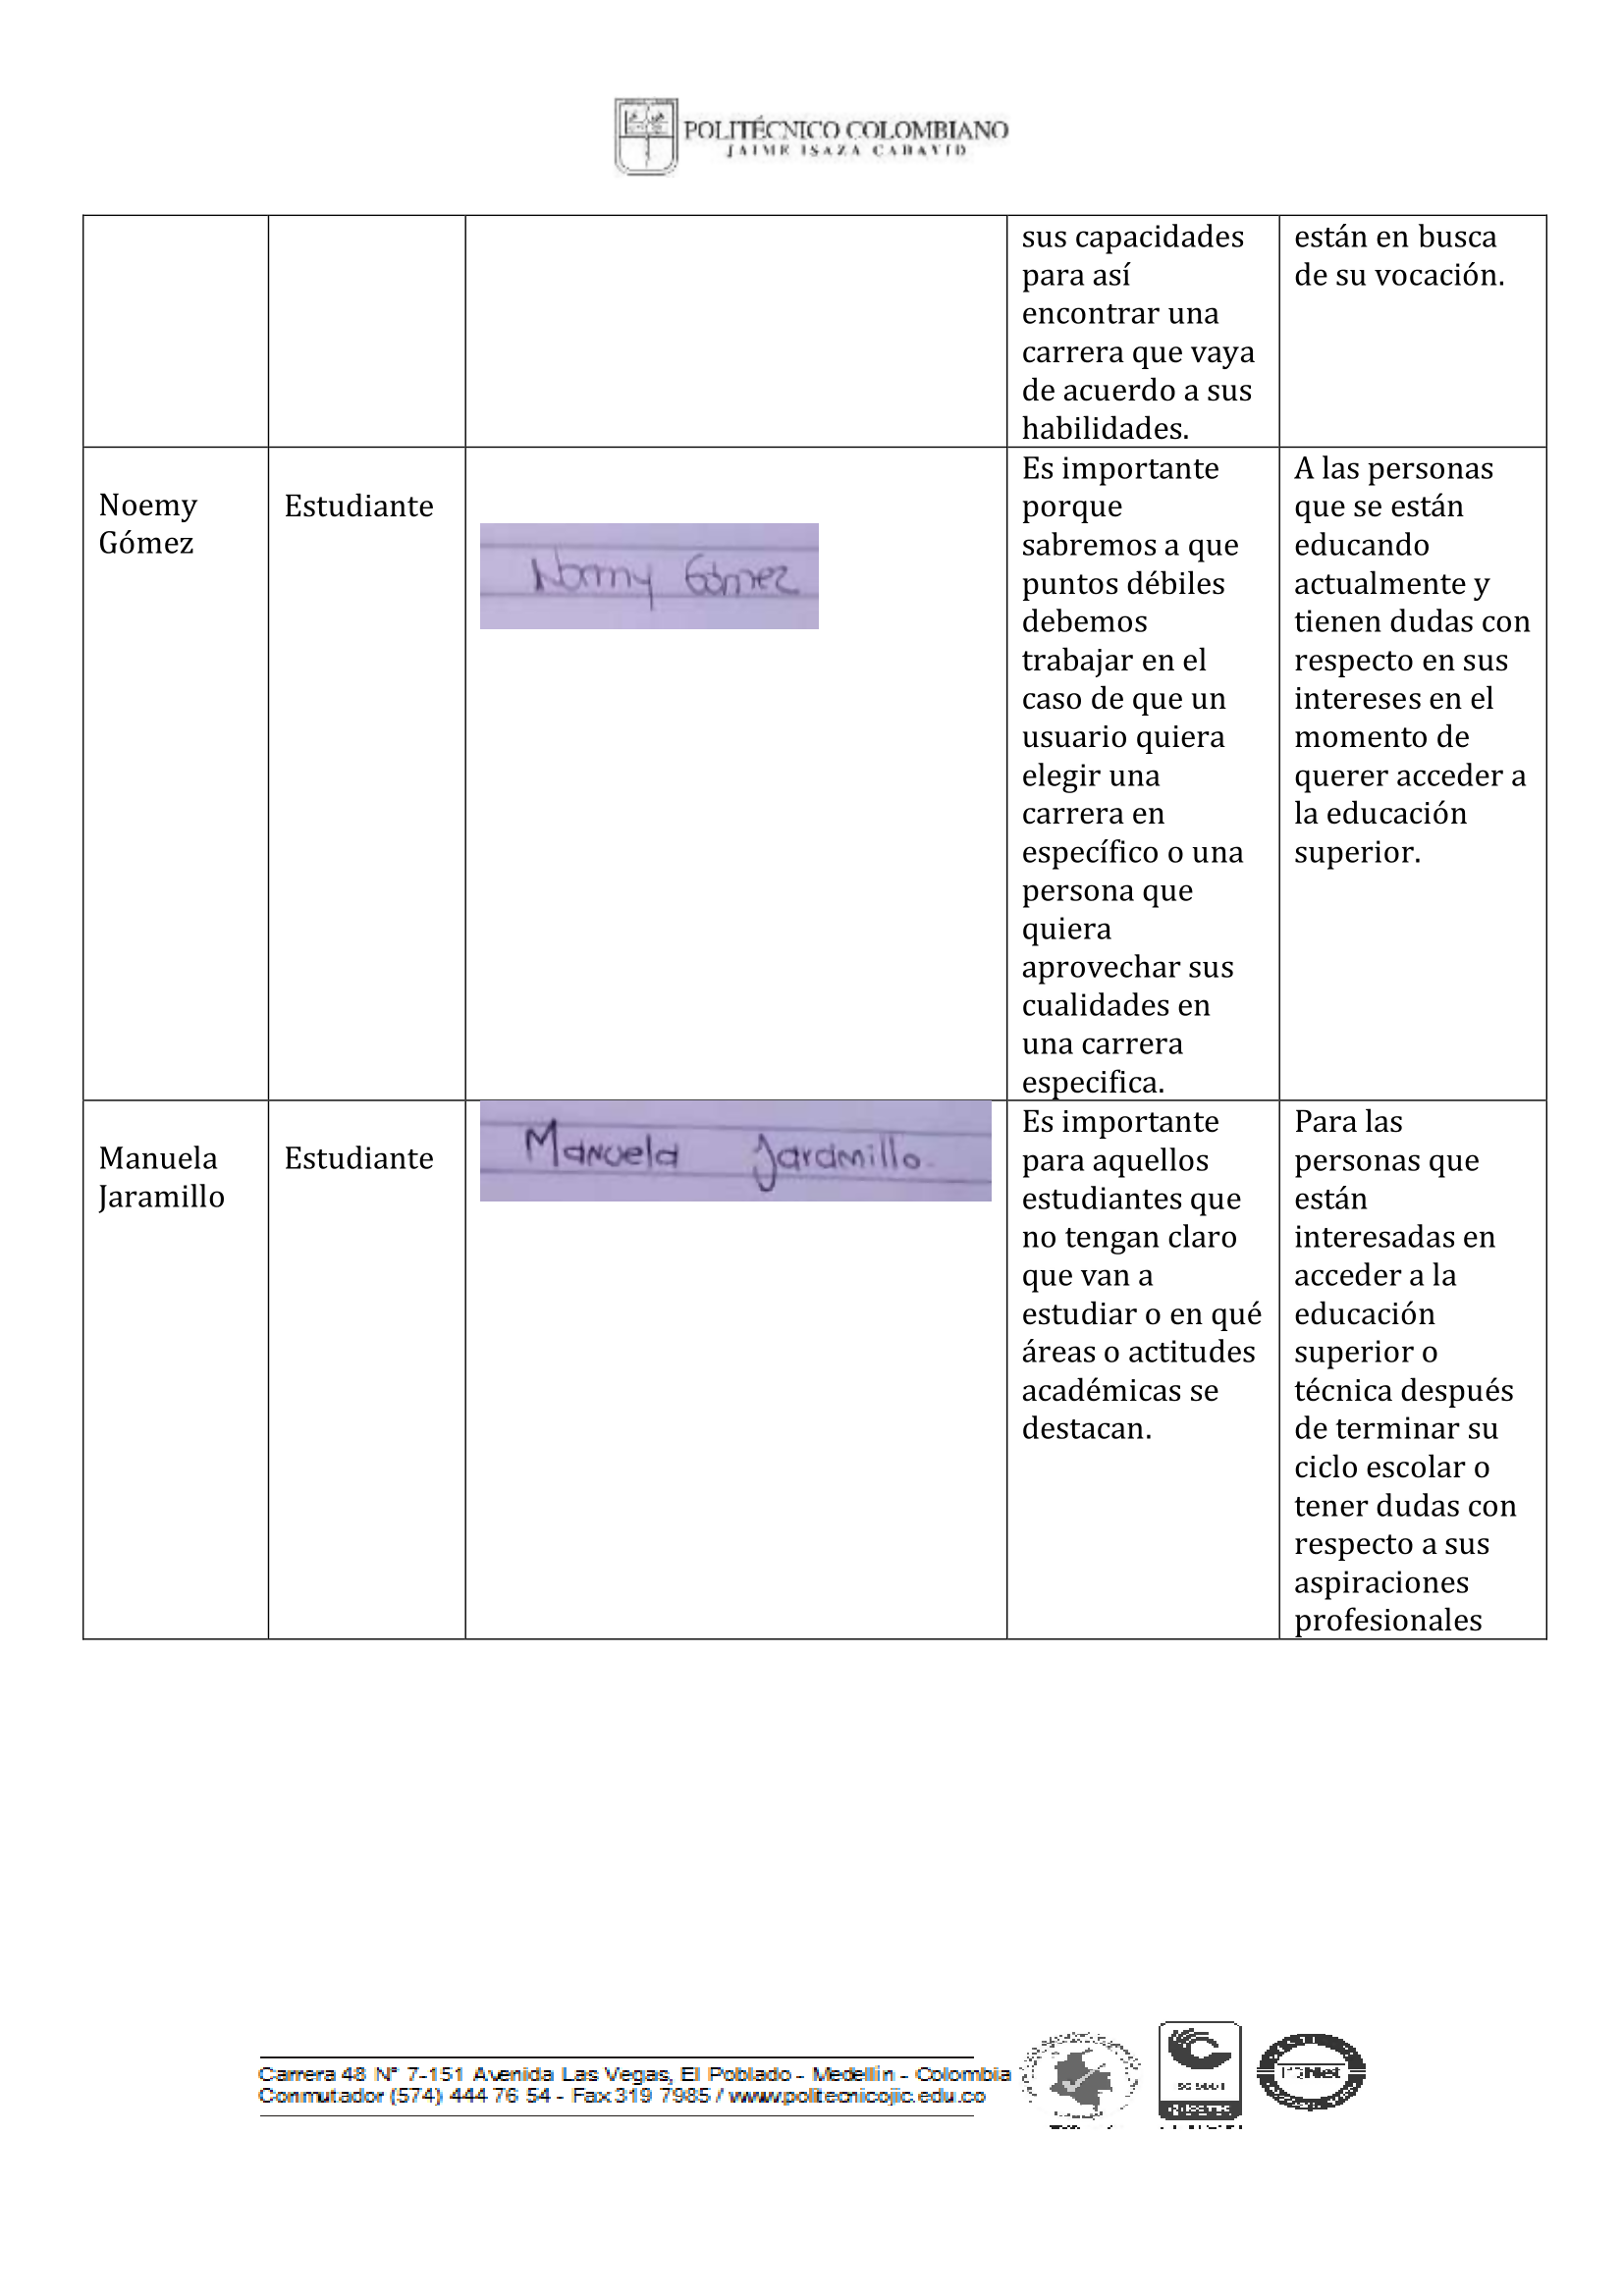 POLITÉCNICO COLOMBIANO
JAIME ISAZA CADAVID
sus capacidades
para así
encontrar una
carrera que vaya
de acuerdo a sus
habilidades.
están en busca
de su vocación.
Noemy
Gómez
Estudiante
Noemy Gómez
Es importante
porque
sabremos a que
puntos débiles
debemos
trabajar en el
caso de que un
usuario quiera
elegir una
carrera en
específico o una
persona que
quiera
aprovechar sus
cualidades en
una carrera
especifica.
A las personas
que se están
educando
actualmente y
tienen dudas con
respecto en sus
intereses en el
momento de
querer acceder a
la educación
superior.
Manuela
Jaramillo
Estudiante
Manuela Jaramillo.
Es importante
para aquellos
estudiantes que
no tengan claro
que van a
estudiar o en qué
áreas o actitudes
académicas se
destacan.
Para las
personas que
están
interesadas en
acceder a la
educación
superior o
técnica después
de terminar su
ciclo escolar o
tener dudas con
respecto a sus
aspiraciones
profesionales
Carrera 48 N° 7-151 Avenida Las Vegas, El Poblado - Medellín - Colombia
Conmutador (574) 444 76 54 - Fax 319 7985 / www.politecnicojic.edu.co